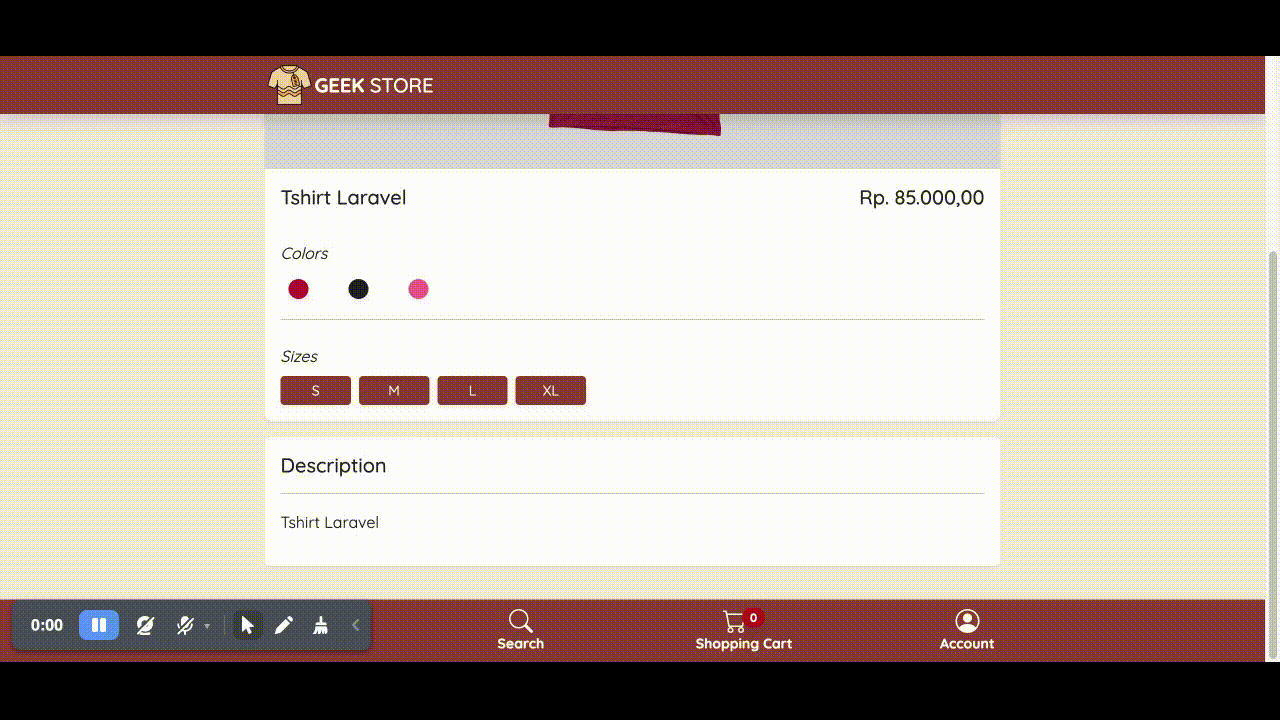 GEEK STORE
Tshirt Laravel Rp. 85.000,00
Colors
Sizes
S M L XL
Description
Tshirt Laravel
0:00
0
Search Shopping Cart Account